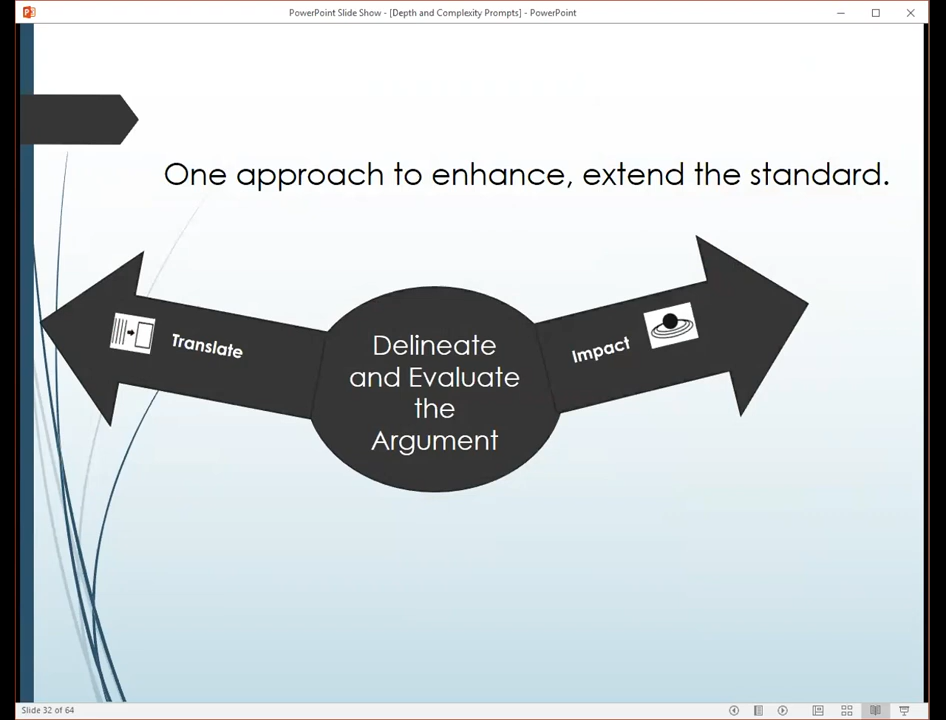 PowerPoint Slide Show - [Depth and Complexity Prompts] - PowerPoint
One approach to enhance, extend the standard.
Translate
Delineate
and Evaluate
the
Argument
Impact
Slide 32 of 64